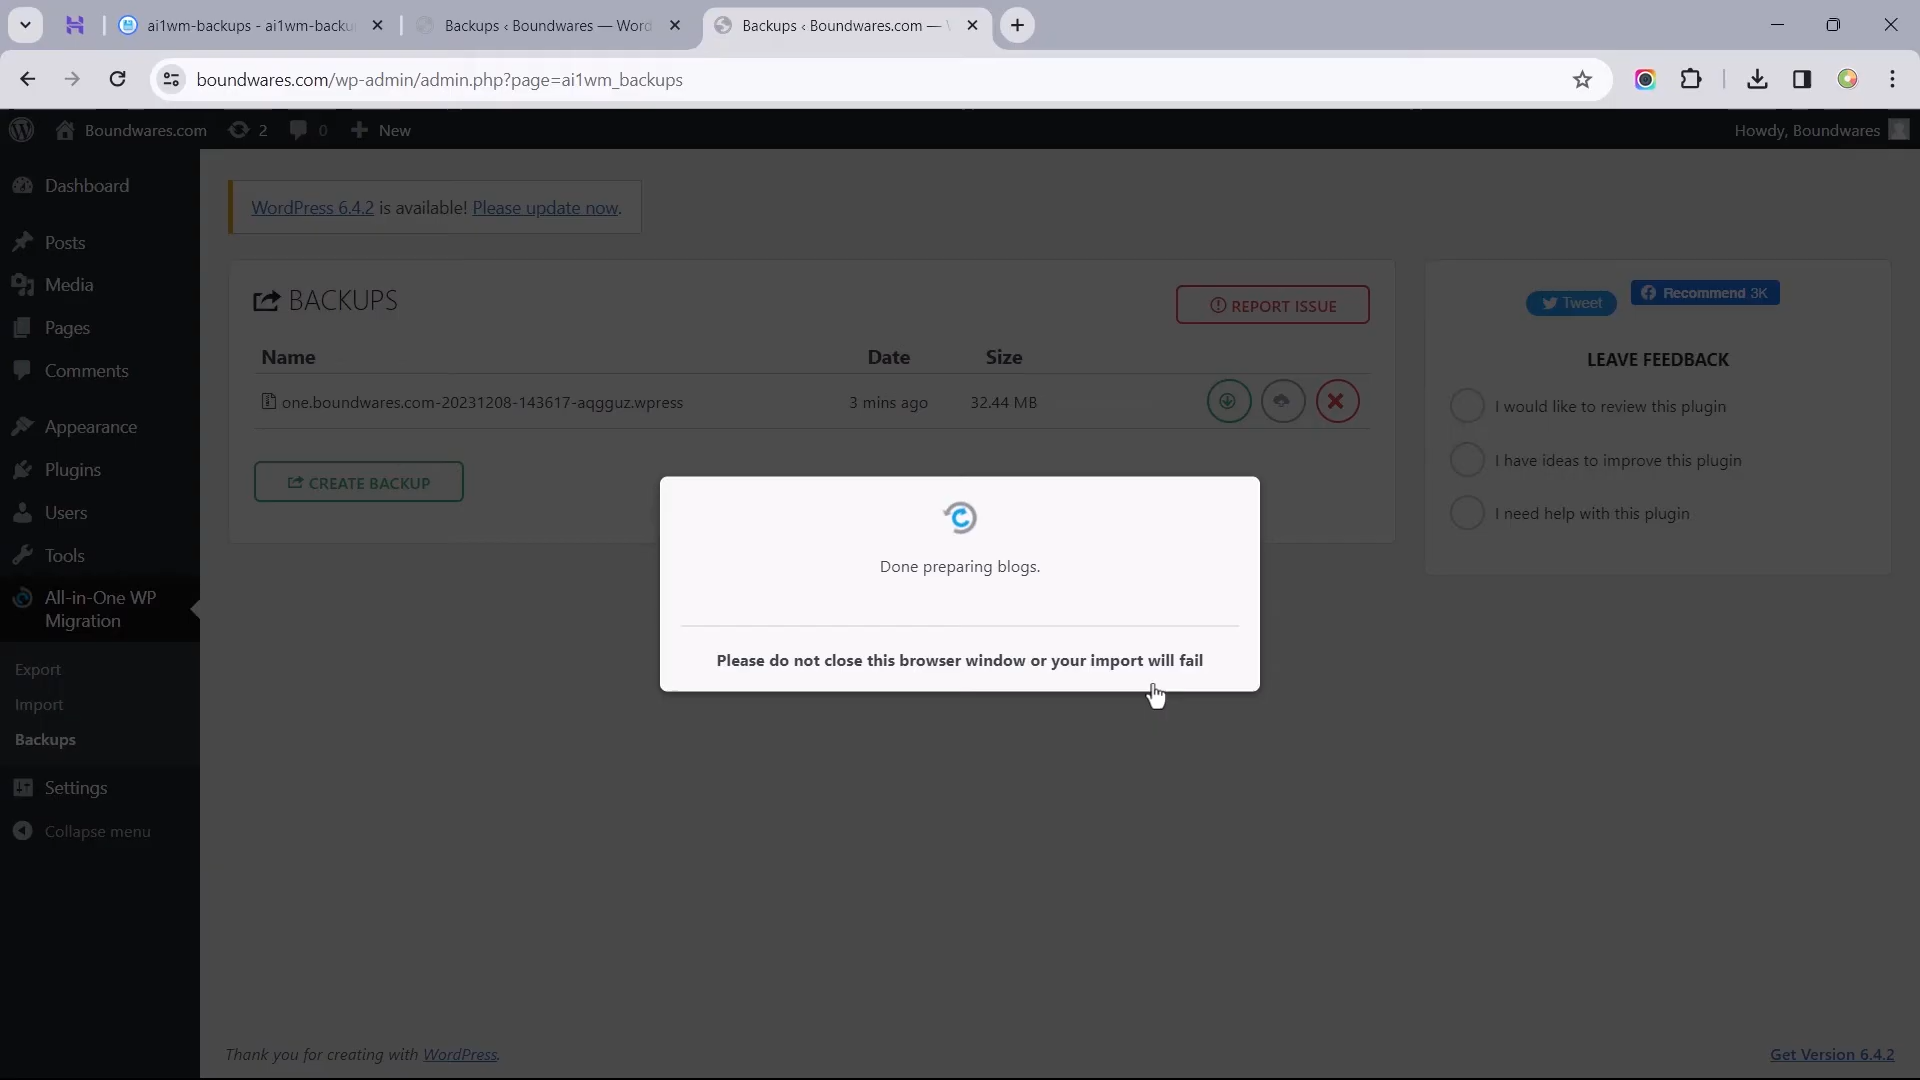 ai1wm-backups - ai1wm-backu
Backups ‹ Boundwares — Word
Backups ‹ Boundwares.com —
boundwares.com/wp-admin/admin.php?page=ai1wm_backups
Boundwares.com 2 0 New Howdy, Boundwares
Dashboard
Posts
Media
Pages
Comments
Appearance
Plugins
Users
Tools
All-in-One WP
Migration
Export
Import
Backups
Settings
Collapse menu
WordPress 6.4.2 is available! Please update now.
BACKUPS
REPORT ISSUE
Name Date Size
one.boundwares.com-20231208-143617-aqgguz.wpress 3 mins ago 32.44 MB
CREATE BACKUP
Done preparing blogs.
Please do not close this browser window or your import will fail
Tweet
Recommend 3K
LEAVE FEEDBACK
I would like to review this plugin
I have ideas to improve this plugin
I need help with this plugin
Thank you for creating with WordPress.
Get Version 6.4.2